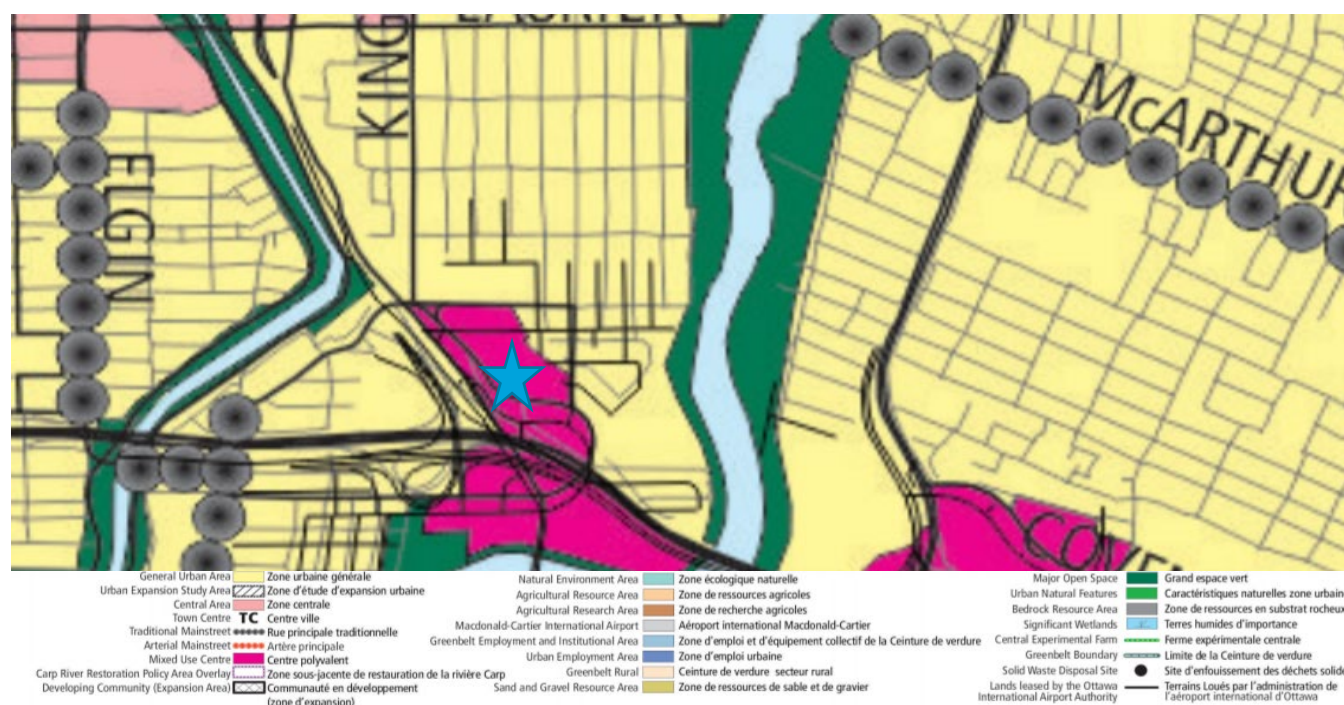 LAURIER
KING
ELGIN
McARTHUR
General Urban Area Zone urbaine générale
Urban Expansion Study Area Zone d'étude d'expansion urbaine
Central Area Zone centrale
Town Centre TC Centre ville
Traditional Mainstreet Rue principale traditionnelle
Arterial Mainstreet Artère principale
Mixed Use Centre Centre polyvalent
Carp River Restoration Policy Area Overlay Zone sous-jacente de restauration de la rivière Carp
Developing Community (Expansion Area) Communauté en développement
(zone d'expansion)
Natural Environment Area Zone écologique naturelle
Agricultural Resource Area Zone de ressources agricoles
Agricultural Research Area Zone de recherche agricoles
Macdonald-Cartier International Airport Aéroport international Macdonald-Cartier
Greenbelt Employment and Institutional Area Zone d'emploi et d'équipement collectif de la Ceinture de verdure
Urban Employment Area Zone d'emploi urbaine
Greenbelt Rural Ceinture de verdure secteur rural
Sand and Gravel Resource Area Zone de ressources de sable et de gravier
Major Open Space Grand espace vert
Urban Natural Features Caractéristiques naturelles zone urbain
Bedrock Resource Area Zone de ressources en substrat rocheux
Significant Wetlands Terres humides d'importance
Central Experimental Farm Ferme expérimentale centrale
Greenbelt Boundary Limite de la Ceinture de verdure
Solid Waste Disposal Site Site d'enfouissement des déchets solide
Lands leased by the Ottawa Terrains Loués par l'administration de
International Airport Authority l'aéroport international d'Ottawa